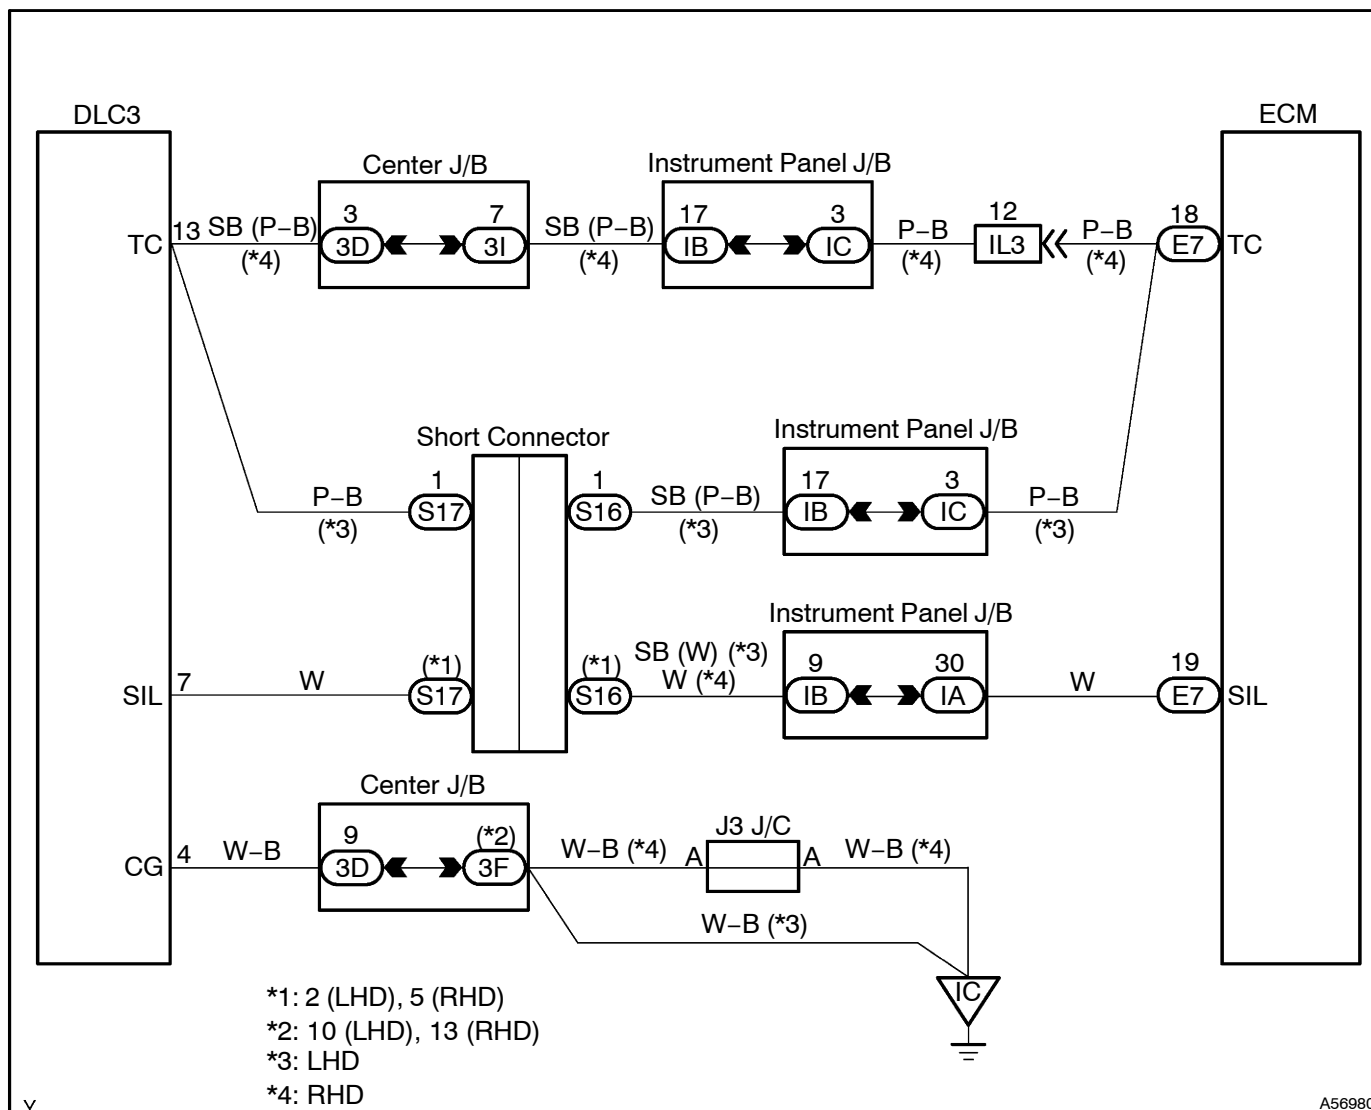 DLC3
ECM
Center J/B
Instrument Panel J/B
TC
13
SB (P−B)
(*4)
3
3D
7
3I
SB (P−B)
(*4)
17
IB
3
IC
P−B
(*4)
12
IL3
P−B
(*4)
18
E7
TC
Short Connector
Instrument Panel J/B
P−B
(*3)
1
S17
1
S16
SB (P−B)
(*3)
17
IB
3
IC
P−B
(*3)
Instrument Panel J/B
SIL
7
W
(*1)
S17
(*1)
S16
SB (W) (*3)
W (*4)
9
IB
30
IA
W
19
E7
SIL
Center J/B
CG
4
W−B
9
3D
(*2)
3F
W−B (*4)
J3 J/C
A
A
W−B (*4)
W−B (*3)
IC
*1: 2 (LHD), 5 (RHD)
*2: 10 (LHD), 13 (RHD)
*3: LHD
*4: RHD
Y
A56980